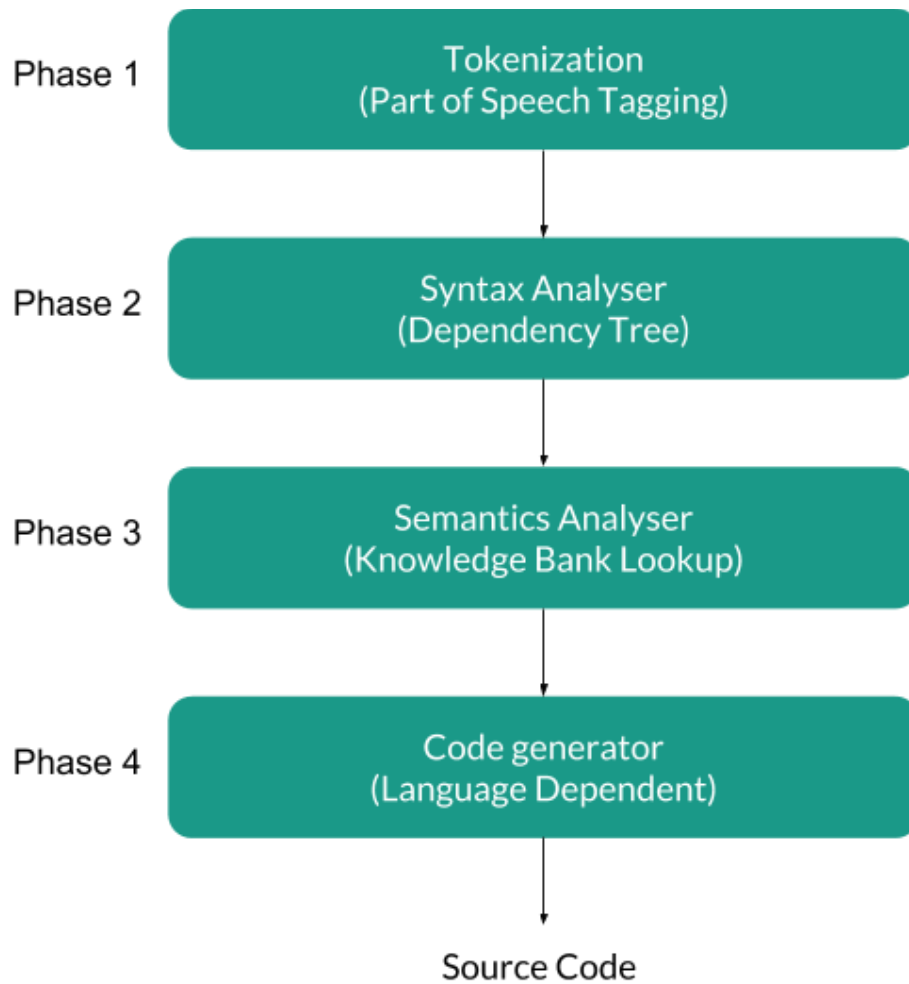 Phase 1
Tokenization
(Part of Speech Tagging)
Phase 2
Syntax Analyser
(Dependency Tree)
Phase 3
Semantics Analyser
(Knowledge Bank Lookup)
Phase 4
Code generator
(Language Dependent)
Source Code